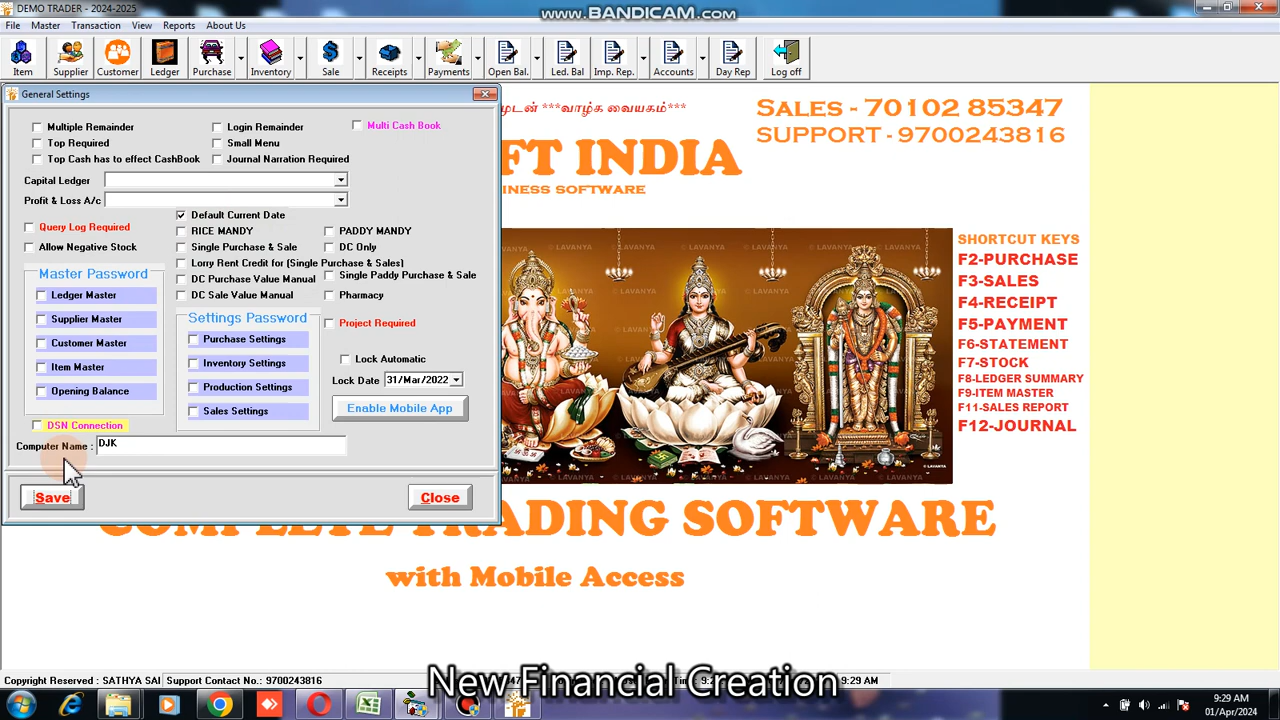 DEMO TRADER - 2024-2025
www.BANDICAM.com
File Master Transaction View Reports About Us
Item Supplier Customer Ledger Purchase Inventory Sale Receipts Payments Open Bal. Led. Bal Imp. Rep. Accounts Day Rep Log off
General Settings
முடன் ***வாழ்க வையகம்***
SALES - 70102 85347
SUPPORT - 9700243816
FT INDIA
INESS SOFTWARE
Multiple Remainder
Login Remainder
Multi Cash Book
Top Required
Small Menu
Top Cash has to effect CashBook
Journal Narration Required
Capital Ledger
Profit & Loss A/c
Default Current Date
Query Log Required
RICE MANDY
PADDY MANDY
Allow Negative Stock
Single Purchase & Sale
DC Only
Lorry Rent Credit for (Single Purchase & Sales)
Master Password
DC Purchase Value Manual
Single Paddy Purchase & Sale
Ledger Master
DC Sale Value Manual
Pharmacy
Supplier Master
Settings Password
Project Required
Customer Master
Purchase Settings
Item Master
Inventory Settings
Lock Automatic
Opening Balance
Production Settings
Lock Date 31/Mar/2022
Sales Settings
Enable Mobile App
DSN Connection
Computer Name : DJK
Save
Close
LAVANYA
SHORTCUT KEYS
F2-PURCHASE
F3-SALES
F4-RECEIPT
F5-PAYMENT
F6-STATEMENT
F7-STOCK
F8-LEDGER SUMMARY
F9-ITEM MASTER
F11-SALES REPORT
F12-JOURNAL
COMPLETE TRADING SOFTWARE
with Mobile Access
Copyright Reserved : SATHYA SAI
Support Contact No.: 9700243816
9:29 AM
New Financial Creation
9:29 AM
01/Apr/2024